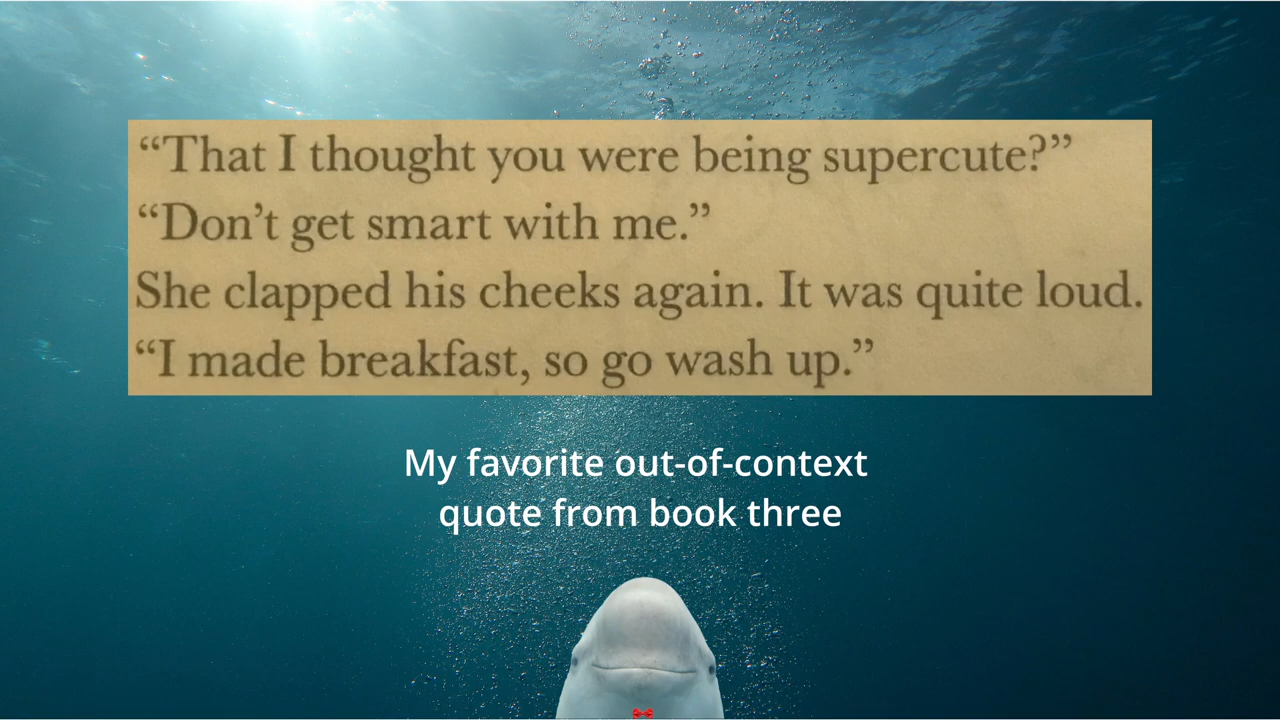 “That I thought you were being supercute?”
“Don’t get smart with me.”
She clapped his cheeks again. It was quite loud.
“I made breakfast, so go wash up.”
My favorite out-of-context
quote from book three